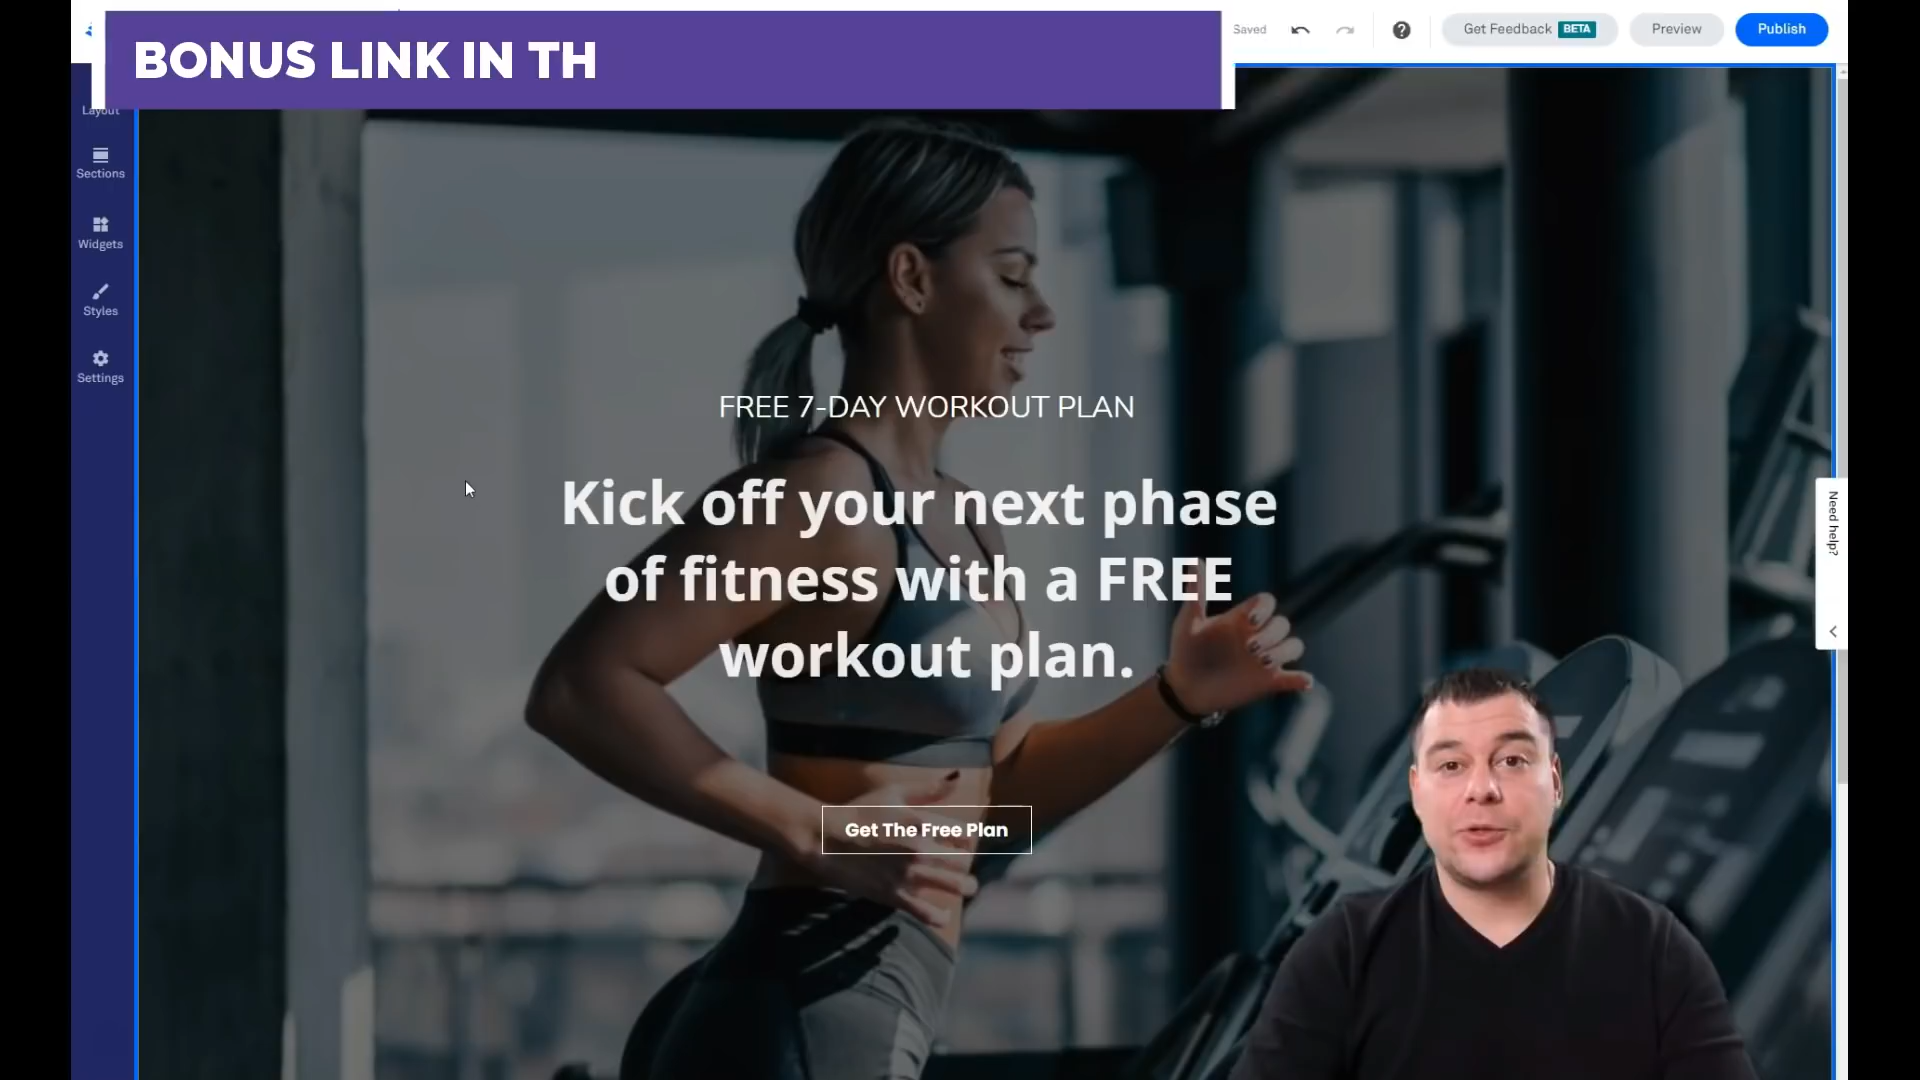 BONUS LINK IN TH
Saved
Get Feedback BETA
Preview
Publish
Layout
Sections
Widgets
Styles
Settings
FREE 7-DAY WORKOUT PLAN
Kick off your next phase
of fitness with a FREE
workout plan.
Get The Free Plan
Need help?